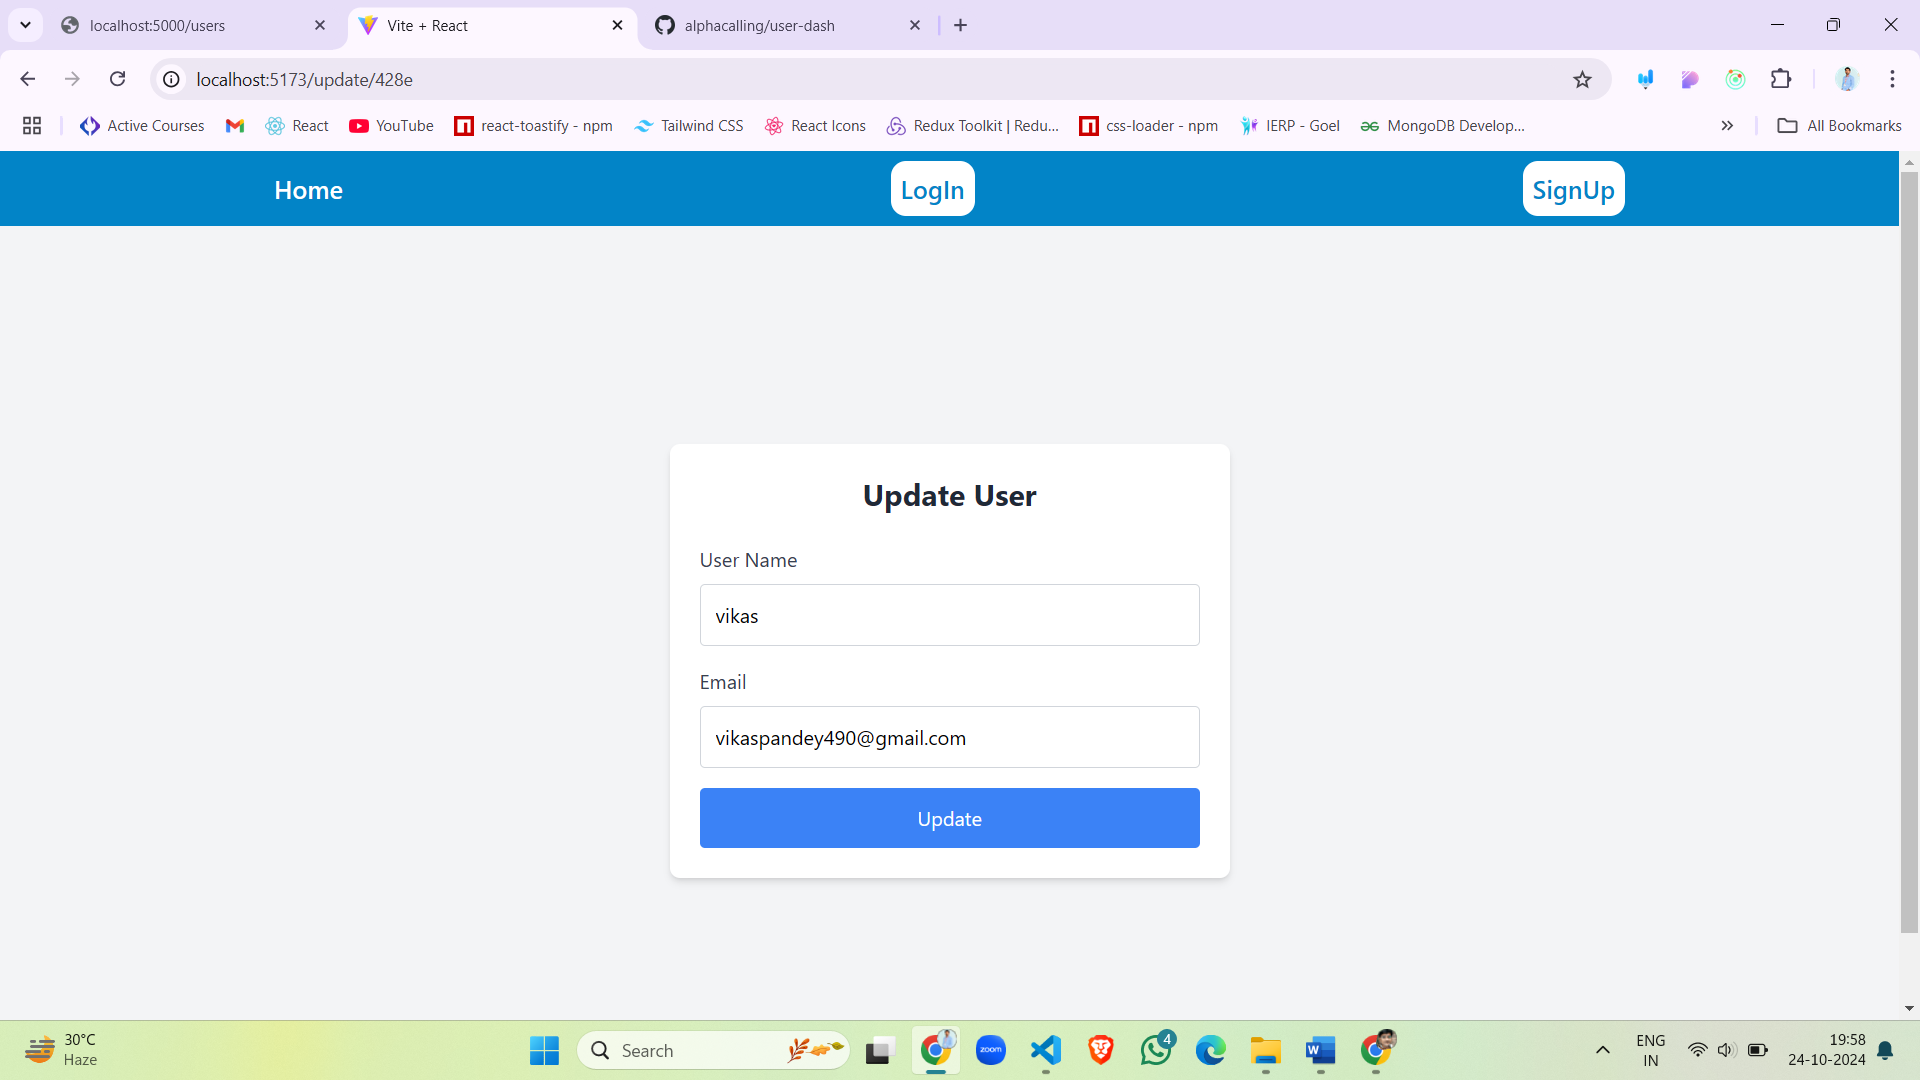 localhost:5000/users
Vite + React
alphacalling/user-dash
localhost:5173/update/428e
Active Courses
React
YouTube
react-toastify - npm
Tailwind CSS
React Icons
Redux Toolkit | Redu...
css-loader - npm
IERP - Goel
MongoDB Develop...
All Bookmarks
Home
LogIn
SignUp
Update User
User Name
vikas
Email
vikaspandey490@gmail.com
Update
30°C
Haze
Search
zoom
4
W
ENG
IN
19:58
24-10-2024